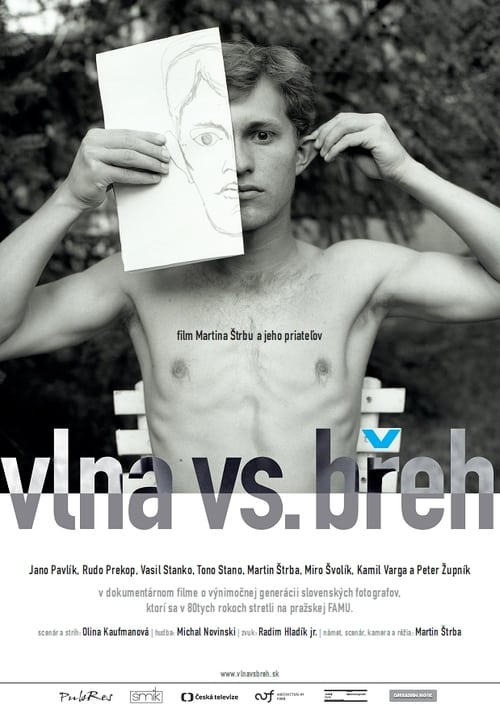 film Martina Štrbu a jeho priateľov
vlna vs. břeh
Jano Pavlík, Rudo Prekop, Vasil Stanko, Tono Stano, Martin Štrba, Miro Švolík, Kamil Varga a Peter Župník
v dokumentárnom filme o výnimočnej generácii slovenských fotografov,
ktorí sa v 80tych rokoch stretli na pražskej FAMU.
scenár a strih: Olina Kaufmanová | hudba: Michal Novinski | zvuk: Radim Hladík jr. | námet, scenár, kamera a réžia: Martin Štrba
www.vlnavsbreh.sk
PubRes šmik Česká televize